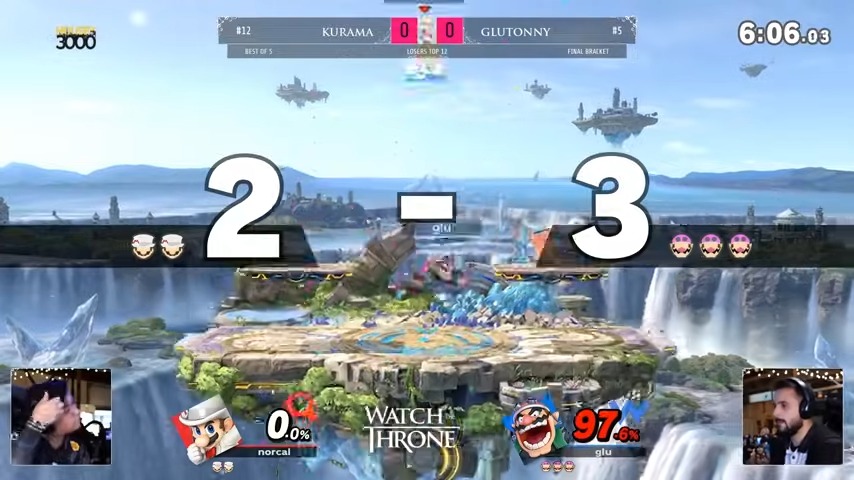 3000
#12 KURAMA 0 0 GLUTONNY #5
BEST OF 5 LOSERS TOP 12 FINAL BRACKET
6:06.03
2 - 3
glu
0.0%
norcal
WATCH THE THRONE
97.6%
glu